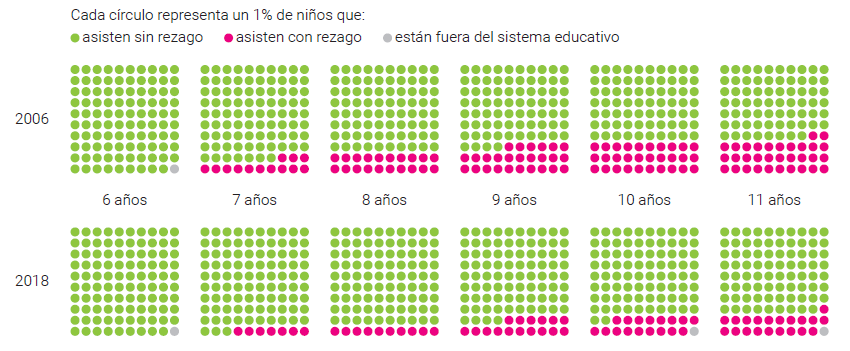 Cada círculo representa un 1% de niños que:
asisten sin rezago asisten con rezago están fuera del sistema educativo
2006
6 años 7 años 8 años 9 años 10 años 11 años
2018